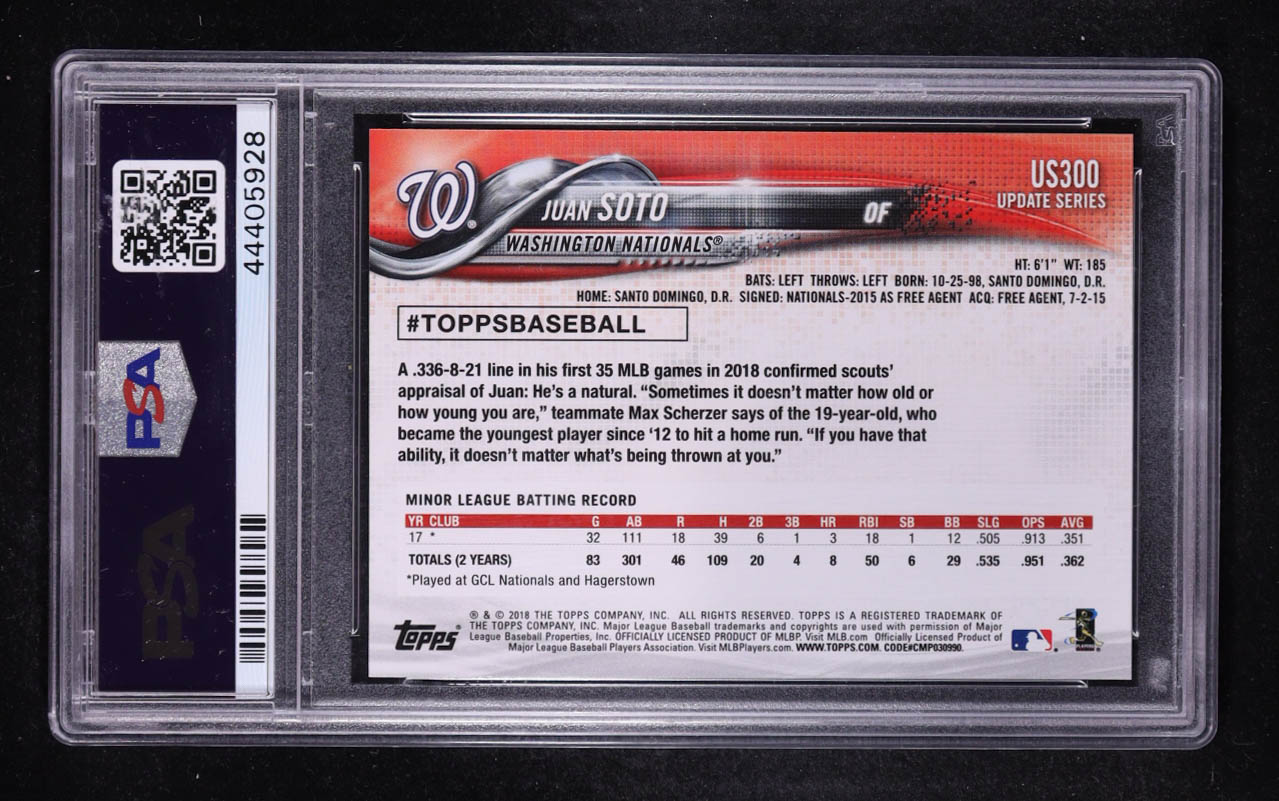 44405928
PSA
PSA
W®
JUAN SOTO
OF
WASHINGTON NATIONALS®
US300
UPDATE SERIES
HT: 6'1" WT: 185
BATS: LEFT THROWS: LEFT BORN: 10-25-98, SANTO DOMINGO, D.R.
HOME: SANTO DOMINGO, D.R. SIGNED: NATIONALS-2015 AS FREE AGENT ACQ: FREE AGENT, 7-2-15
#TOPPSBASEBALL
A .336-8-21 line in his first 35 MLB games in 2018 confirmed scouts'
appraisal of Juan: He's a natural. “Sometimes it doesn't matter how old or
how young you are,” teammate Max Scherzer says of the 19-year-old, who
became the youngest player since ‘12 to hit a home run. “If you have that
ability, it doesn't matter what's being thrown at you.”
MINOR LEAGUE BATTING RECORD
YR CLUB G AB R H 2B 3B HR RBI SB BB SLG OPS AVG
17 * 32 111 18 39 6 1 3 18 1 12 .505 .913 .351
TOTALS (2 YEARS) 83 301 46 109 20 4 8 50 6 29 .535 .951 .362
*Played at GCL Nationals and Hagerstown
topps®
® & © 2018 THE TOPPS COMPANY, INC. ALL RIGHTS RESERVED. TOPPS IS A REGISTERED TRADEMARK OF
THE TOPPS COMPANY, INC. Major League Baseball trademarks and copyrights are used with permission of Major
League Baseball Properties, Inc. OFFICIALLY LICENSED PRODUCT OF MLBP. Visit MLB.com Officially Licensed Product of
Major League Baseball Players Association. Visit MLBPlayers.com. WWW.TOPPS.COM. CODE#CMP030990.
PLAYERS
PSA